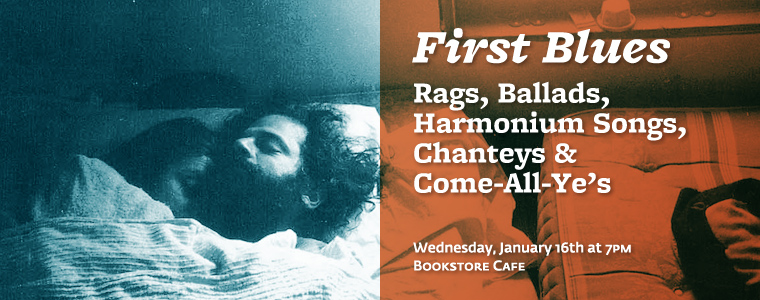 First Blues
Rags, Ballads,
Harmonium Songs,
Chanteys &
Come-All-Ye’s
Wednesday, January 16th at 7PM
Bookstore Cafe